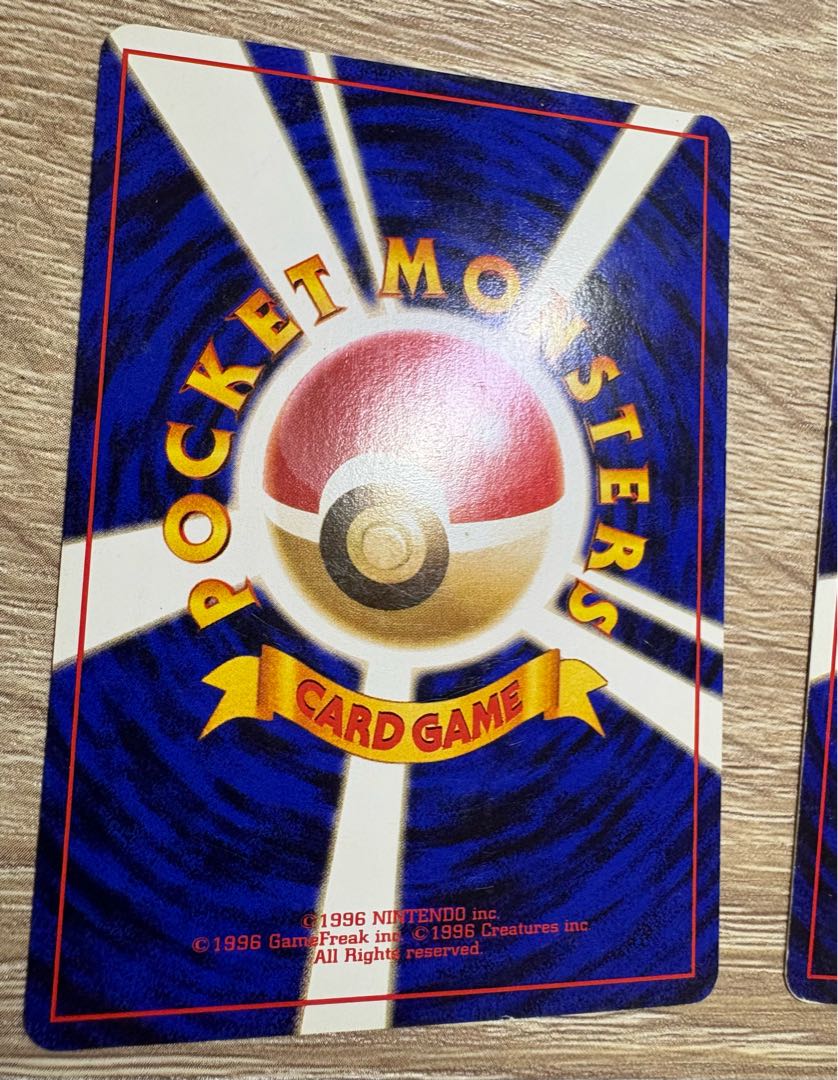 POCKET MONSTERS
CARD GAME
©1996 NINTENDO inc.
©1996 GameFreak inc. ©1996 Creatures inc.
All Rights reserved.